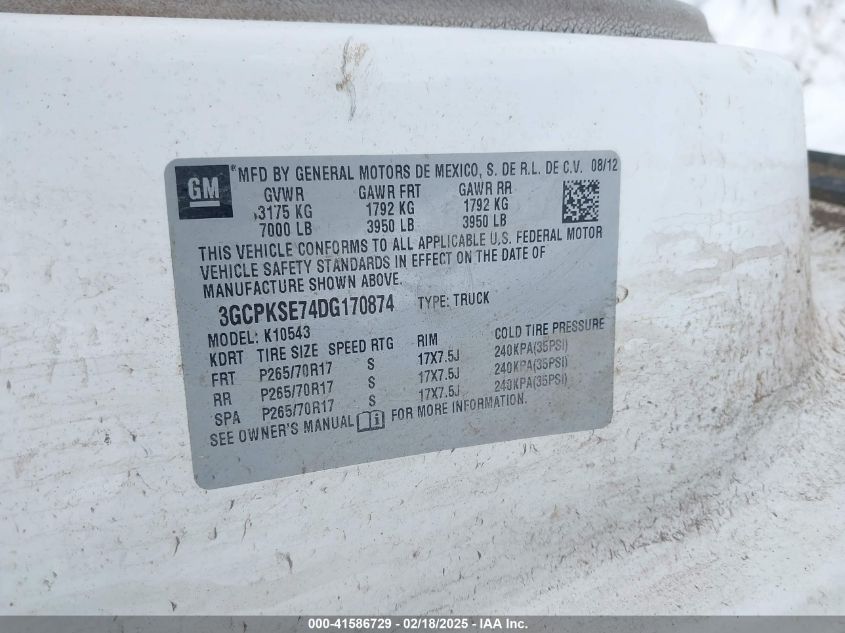 GM
® MFD BY GENERAL MOTORS DE MEXICO, S. DE R.L. DE C.V. 08/12
GVWR GAWR FRT GAWR RR
3175 KG 1792 KG 1792 KG
7000 LB 3950 LB 3950 LB
THIS VEHICLE CONFORMS TO ALL APPLICABLE U.S. FEDERAL MOTOR
VEHICLE SAFETY STANDARDS IN EFFECT ON THE DATE OF
MANUFACTURE SHOWN ABOVE.
3GCPKSE74DG170874 TYPE: TRUCK
MODEL: K10543
KDRT TIRE SIZE SPEED RTG RIM COLD TIRE PRESSURE
FRT P265/70R17 S 17X7.5J 240KPA(35PSI)
RR P265/70R17 S 17X7.5J 240KPA(35PSI)
SPA P265/70R17 S 17X7.5J 240KPA(35PSI)
SEE OWNER'S MANUAL FOR MORE INFORMATION.
000-41586729 - 02/18/2025 - IAA Inc.